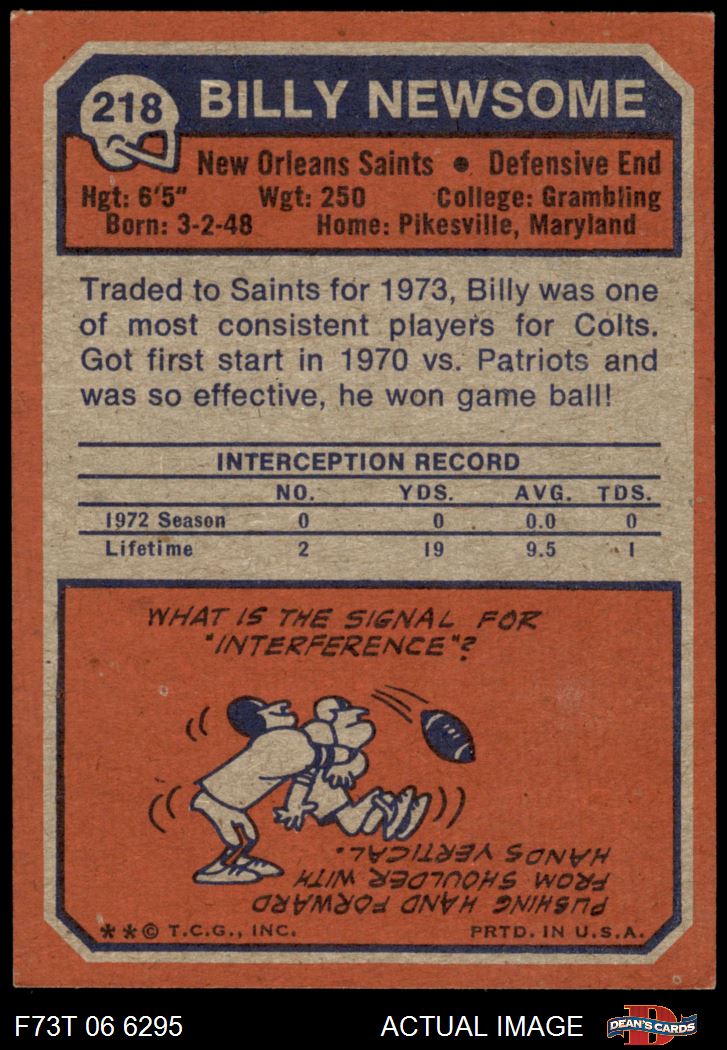 218
BILLY NEWSOME
New Orleans Saints • Defensive End
Hgt: 6'5" Wgt: 250 College: Grambling
Born: 3-2-48 Home: Pikesville, Maryland
Traded to Saints for 1973, Billy was one
of most consistent players for Colts.
Got first start in 1970 vs. Patriots and
was so effective, he won game ball!
INTERCEPTION RECORD
NO. YDS. AVG. TDS.
1972 Season 0 0 0.0 0
Lifetime 2 19 9.5 1
WHAT IS THE SIGNAL FOR
"INTERFERENCE"?
PUSHING HAND FORWARD
FROM SHOULDER WITH
HANDS VERTICAL.
**© T.C.G., INC. PRTD. IN U.S.A.
F73T 06 6295 ACTUAL IMAGE D DEAN'S CARDS